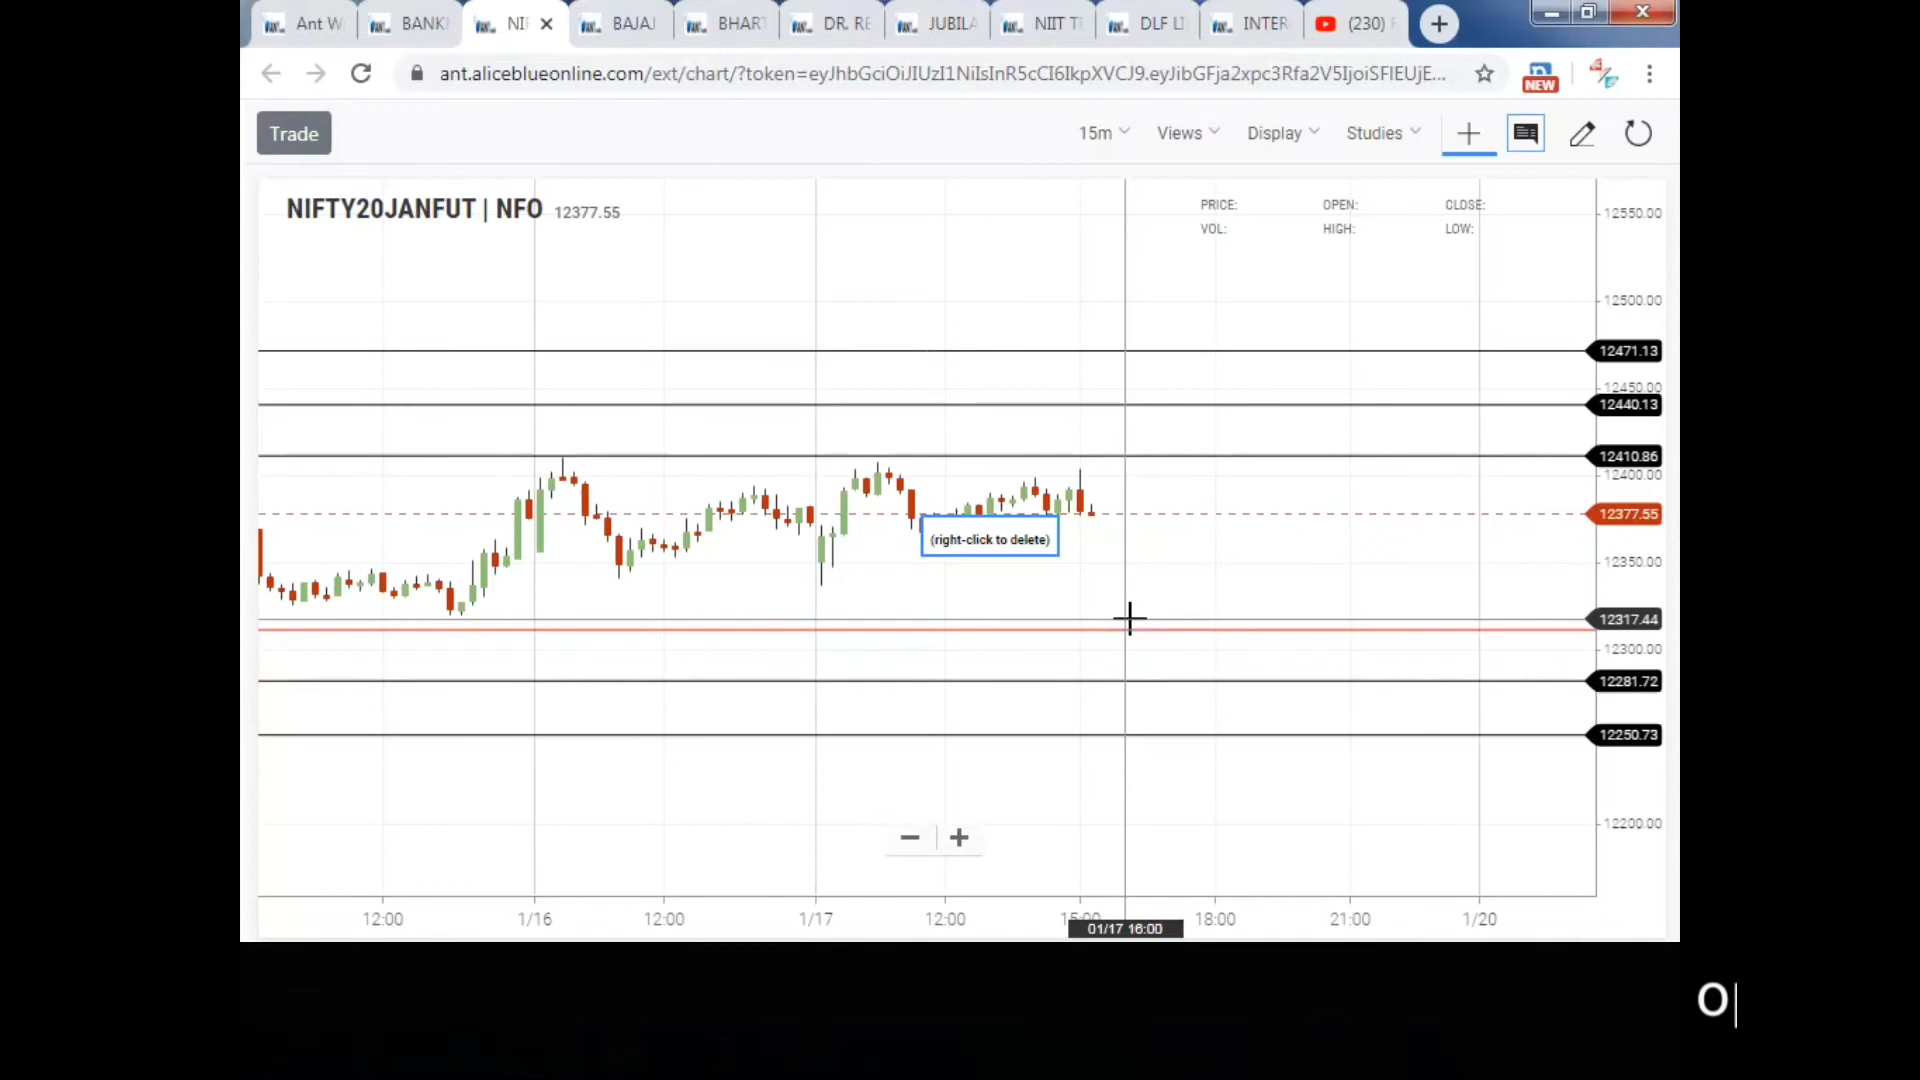 Ant W
BANK
NI
BAJAJ
BHART
DR. RE
JUBILA
NIIT T
DLF LI
INTER
(230)
ant.aliceblueonline.com/ext/chart/?token=eyJhbGciOiJIUzI1NiIsInR5cCI6IkpXVCJ9.eyJibGFja2xpc3Rfa2V5IjoiSFlEUjE...
NEW
Trade
15m
Views
Display
Studies
NIFTY20JANFUT | NFO 12377.55
PRICE: OPEN: CLOSE:
VOL: HIGH: LOW:
12550.00
12500.00
12471.13
12450.00
12440.13
12410.86
12400.00
12377.55
(right-click to delete)
12350.00
12317.44
12300.00
12281.72
12250.73
12200.00
12:00 1/16 12:00 1/17 12:00 15:00 18:00 21:00 1/20
01/17 16:00
O